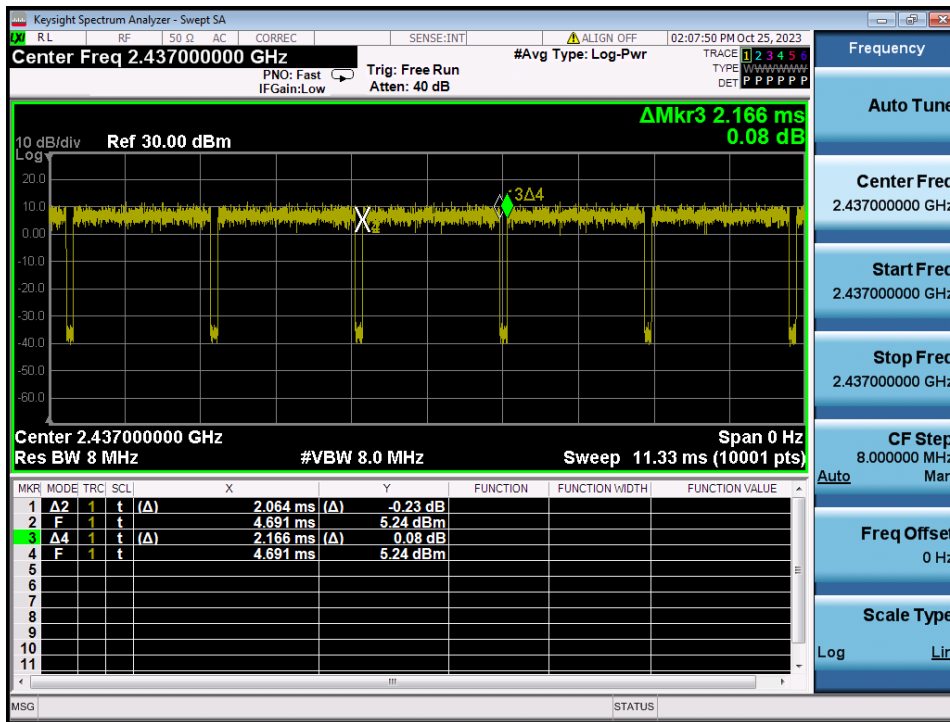 Keysight Spectrum Analyzer - Swept SA
LXI RL RF 50 Ω AC CORREC SENSE:INT ALIGN OFF 02:07:50 PM Oct 25, 2023
Center Freq 2.437000000 GHz
PNO: Fast
IFGain:Low
Trig: Free Run
Atten: 40 dB
#Avg Type: Log-Pwr
TRACE 1 2 3 4 5 6
TYPE WWWWWW
DET P P P P P P
ΔMkr3 2.166 ms
0.08 dB
10 dB/div Ref 30.00 dBm
Log
20.0
10.0
0.00
-10.0
-20.0
-30.0
-40.0
-50.0
-60.0
3Δ4
X4
Center 2.437000000 GHz Span 0 Hz
Res BW 8 MHz #VBW 8.0 MHz Sweep 11.33 ms (10001 pts)
MKR MODE TRC SCL X Y FUNCTION FUNCTION WIDTH FUNCTION VALUE
1 Δ2 1 t (Δ) 2.064 ms (Δ) -0.23 dB
2 F 1 t 4.691 ms 5.24 dBm
3 Δ4 1 t (Δ) 2.166 ms (Δ) 0.08 dB
4 F 1 t 4.691 ms 5.24 dBm
5
6
7
8
9
10
11
MSG STATUS
Frequency
Auto Tune
Center Freq
2.437000000 GHz
Start Freq
2.437000000 GHz
Stop Freq
2.437000000 GHz
CF Step
8.000000 MHz
Auto Man
Freq Offset
0 Hz
Scale Type
Log Lin